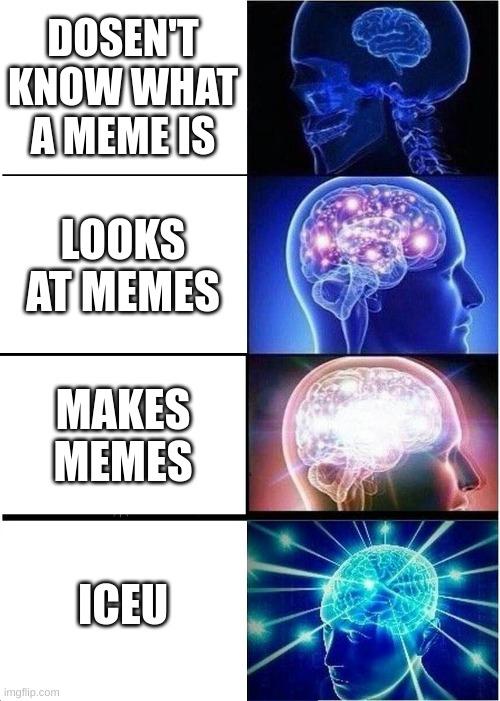 DOSEN'T
KNOW WHAT
A MEME IS
LOOKS
AT MEMES
MAKES
MEMES
ICEU
imgflip.com